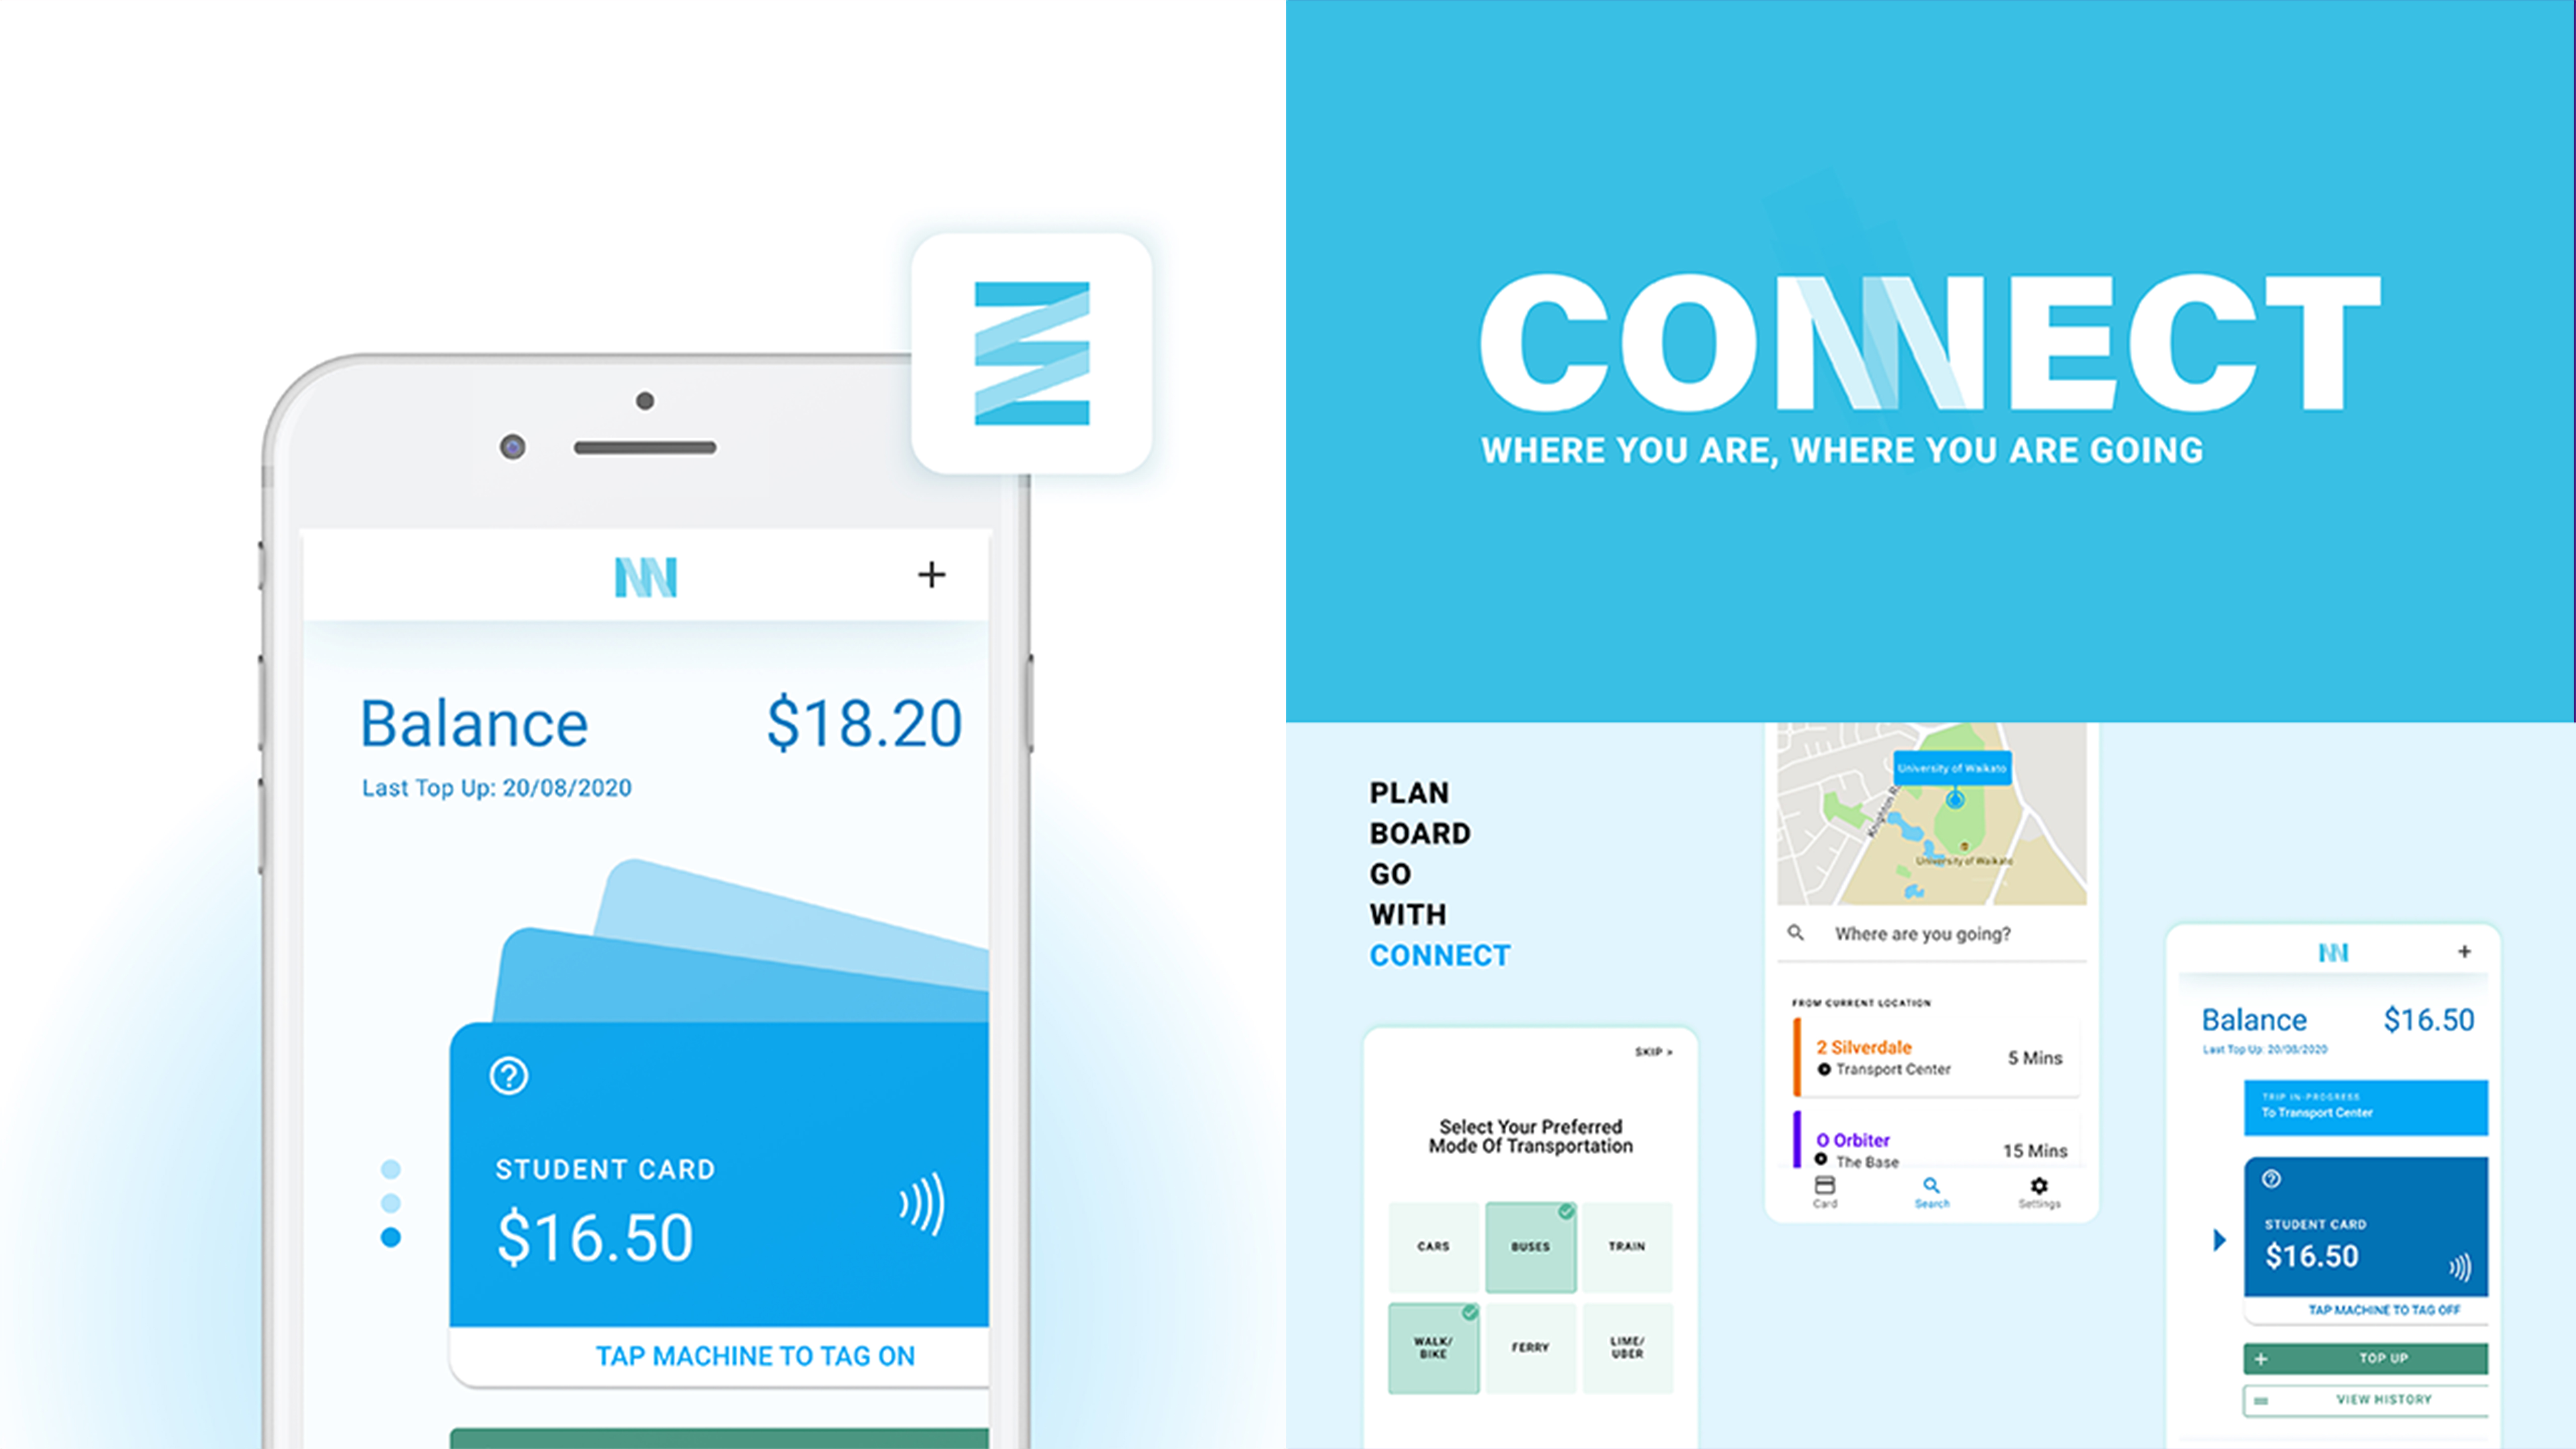 Balance $18.20
Last Top Up: 20/08/2020
STUDENT CARD
$16.50
TAP MACHINE TO TAG ON
CONNECT
WHERE YOU ARE, WHERE YOU ARE GOING
PLAN
BOARD
GO
WITH
CONNECT
SKIP >
Select Your Preferred
Mode Of Transportation
CARS
BUSES
TRAIN
WALK/
BIKE
FERRY
LIME/
UBER
University of Waikato
Knighton
University of Waikato
Where are you going?
FROM CURRENT LOCATION
2 Silverdale
Transport Center
5 Mins
O Orbiter
The Base
15 Mins
Card
Search
Settings
Balance $16.50
Last Top Up: 20/08/2020
TRIP IN-PROGRESS
To Transport Center
STUDENT CARD
$16.50
TAP MACHINE TO TAG OFF
TOP UP
VIEW HISTORY